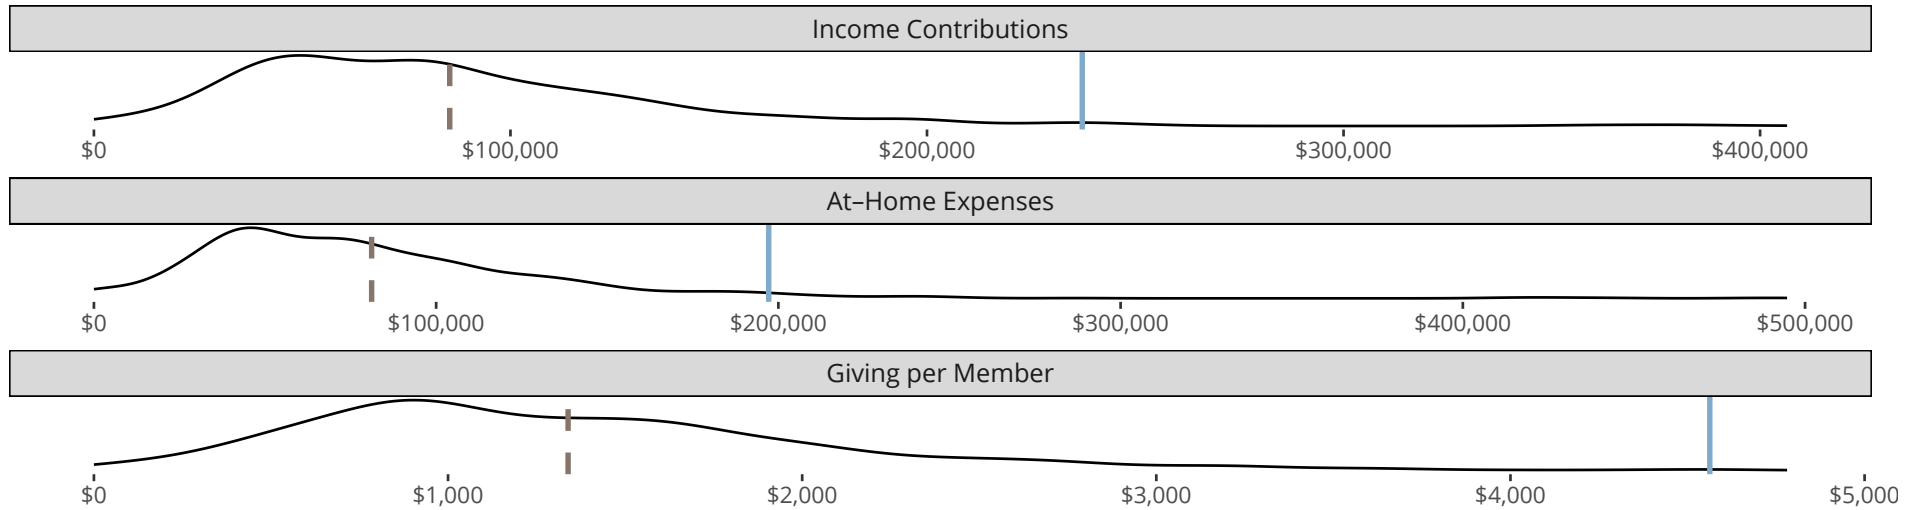 Income Contributions
$0 $100,000 $200,000 $300,000 $400,000
At–Home Expenses
$0 $100,000 $200,000 $300,000 $400,000 $500,000
Giving per Member
$0 $1,000 $2,000 $3,000 $4,000 $5,000